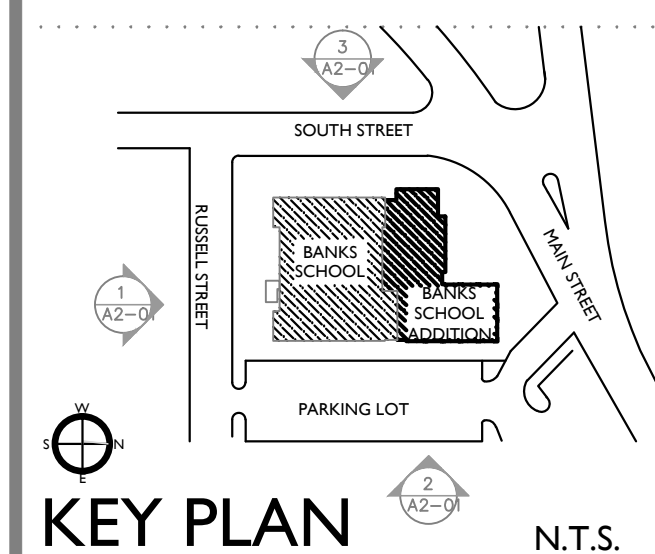 3
A2-01
SOUTH STREET
RUSSELL STREET
BANKS
SCHOOL
MAIN STREET
1
A2-01
BANKS
SCHOOL
ADDITION
PARKING LOT
W
S
N
E
2
A2-01
KEY PLAN
N.T.S.